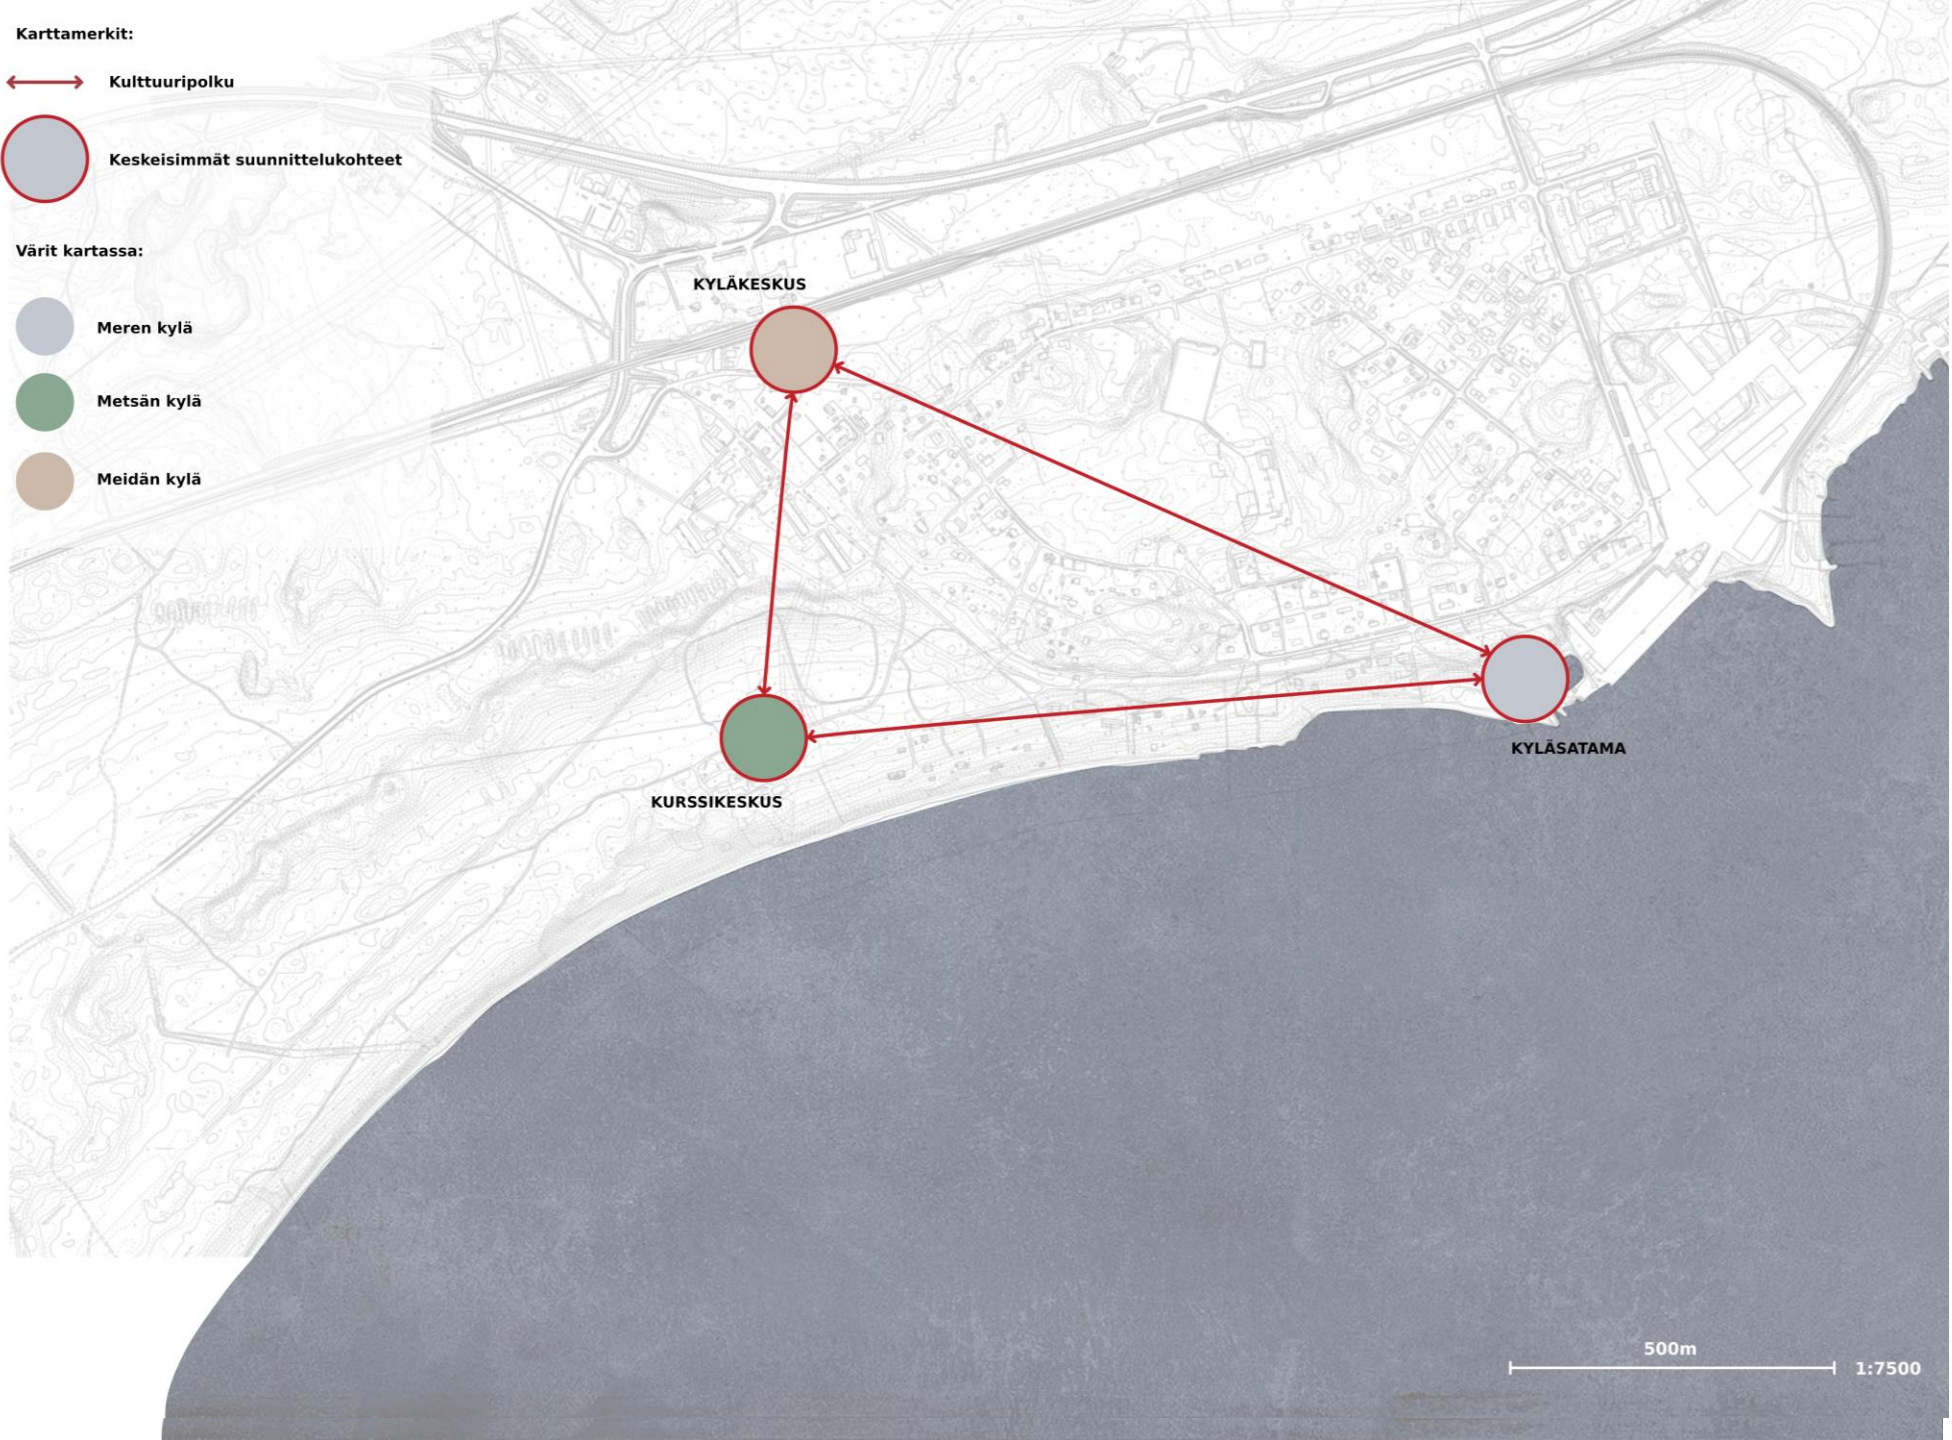 Karttamerkit:
Kulttuuripolku
Keskeisimmät suunnittelukohteet
Värit kartassa:
Meren kylä
Metsän kylä
Meidän kylä
KYLÄKESKUS
KYLÄSATAMA
KURSSIKESKUS
500m
1:7500